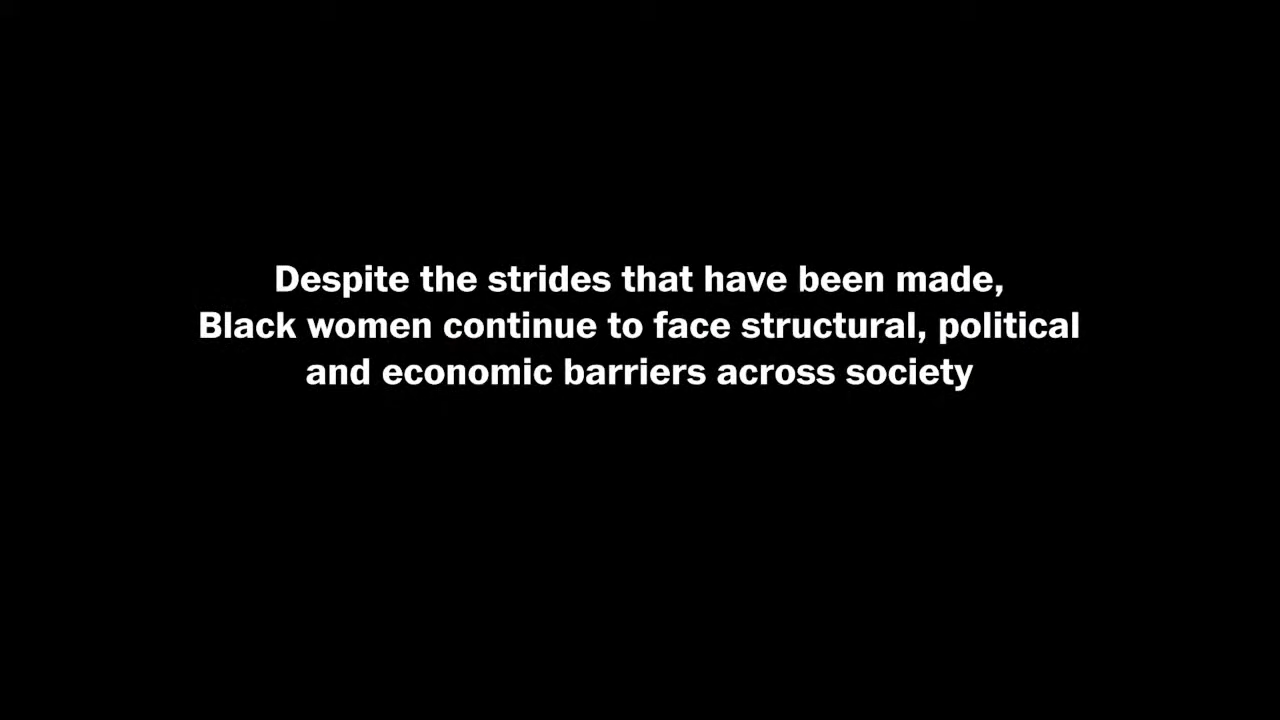 Despite the strides that have been made,
Black women continue to face structural, political
and economic barriers across society